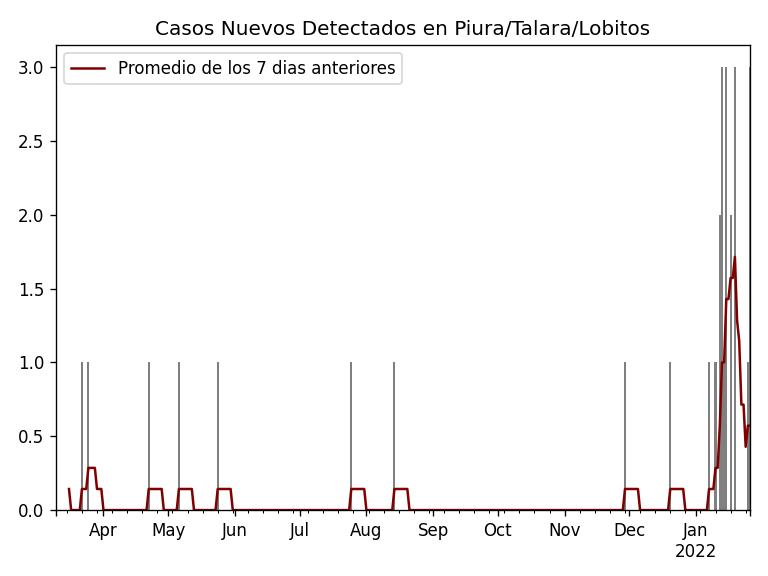 Casos Nuevos Detectados en Piura/Talara/Lobitos
Promedio de los 7 dias anteriores
3.0
2.5
2.0
1.5
1.0
0.5
0.0
Apr May Jun Jul Aug Sep Oct Nov Dec Jan
2022